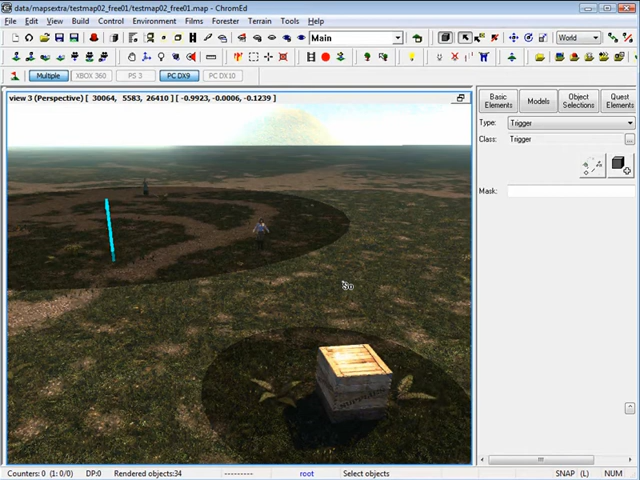 data/mapsextra/testmap02_free01/testmap02_free01.map - ChromEd
File Edit View Build Control Environment Films Forester Terrain Tools Help
Main
World
Multiple XBOX 360 PS 3 PC DX9 PC DX10
view 3 (Perspective) [ 30064, 5583, 26410 ] [ -0.9923, -0.0006, -0.1239 ]
Basic Elements
Models
Object Selections
Quest Elements
Type: Trigger
Class: Trigger ...
Mask:
Counters: 0 (1: 0/0) DP:0 Rendered objects:34 --------- root Select objects SNAP (L) NUM